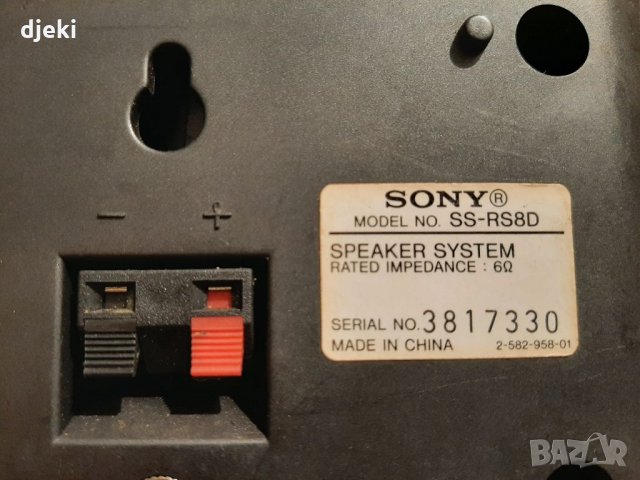 djeki
SONY®
MODEL NO. SS-RS8D
SPEAKER SYSTEM
RATED IMPEDANCE : 6Ω
SERIAL NO. 3817330
MADE IN CHINA 2-582-958-01
− +
BAZAR